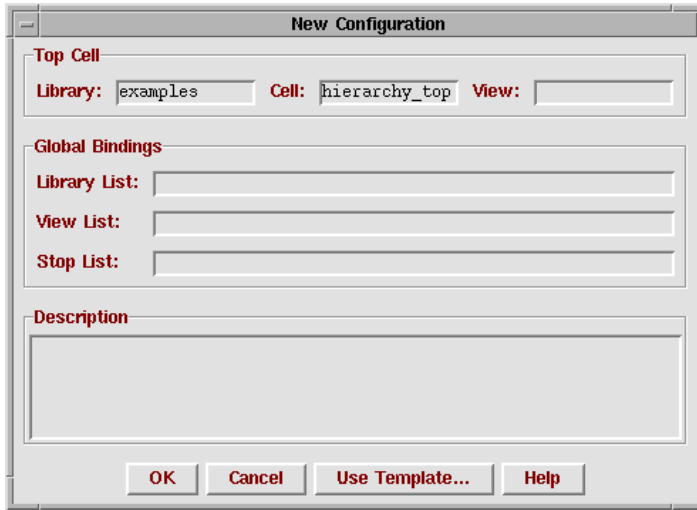 New Configuration
Top Cell
Library: examples Cell: hierarchy_top View:
Global Bindings
Library List:
View List:
Stop List:
Description
OK Cancel Use Template... Help